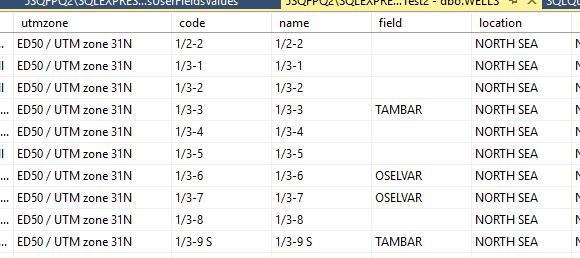 J3QFPQ2\SQLEXPRES...sUserFieldsValues J3QFPQ2\SQLEXPRE...Test2 - dbo.WELLS SQLQ
utmzone code name field location
... ED50 / UTM zone 31N 1/2-2 1/2-2 NORTH SEA
ll ED50 / UTM zone 31N 1/3-1 1/3-1 NORTH SEA
... ED50 / UTM zone 31N 1/3-2 1/3-2 NORTH SEA
... ED50 / UTM zone 31N 1/3-3 1/3-3 TAMBAR NORTH SEA
... ED50 / UTM zone 31N 1/3-4 1/3-4 NORTH SEA
ll ED50 / UTM zone 31N 1/3-5 1/3-5 NORTH SEA
... ED50 / UTM zone 31N 1/3-6 1/3-6 OSELVAR NORTH SEA
... ED50 / UTM zone 31N 1/3-7 1/3-7 OSELVAR NORTH SEA
ED50 / UTM zone 31N 1/3-8 1/3-8 NORTH SEA
... ED50 / UTM zone 31N 1/3-9 S 1/3-9 S TAMBAR NORTH SEA